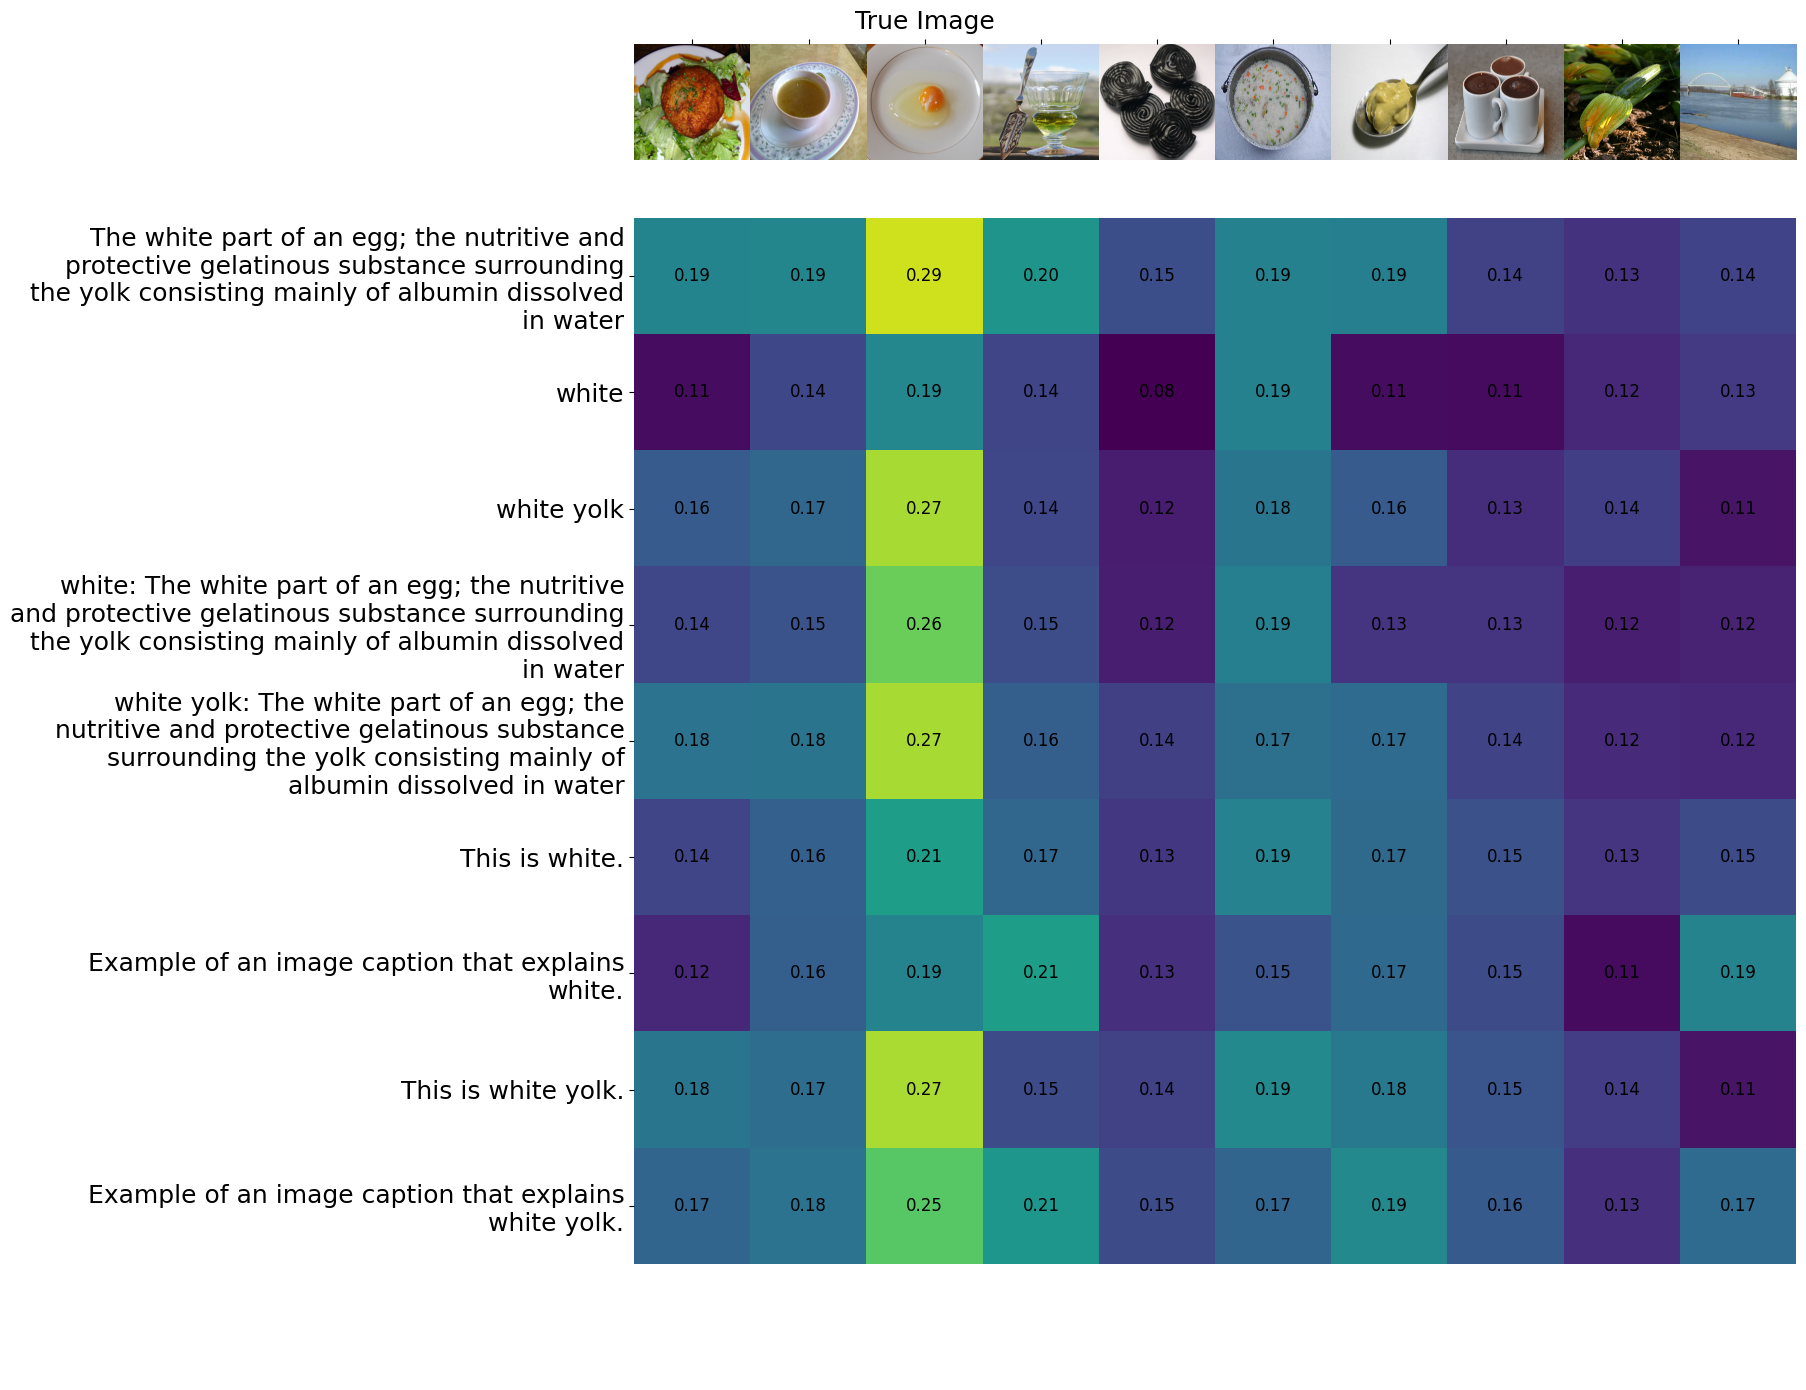 True Image
The white part of an egg; the nutritive and
protective gelatinous substance surrounding
the yolk consisting mainly of albumin dissolved
in water
0.19 0.19 0.29 0.20 0.15 0.19 0.19 0.14 0.13 0.14
white
0.11 0.14 0.19 0.14 0.08 0.19 0.11 0.11 0.12 0.13
white yolk
0.16 0.17 0.27 0.14 0.12 0.18 0.16 0.13 0.14 0.11
white: The white part of an egg; the nutritive
and protective gelatinous substance surrounding
the yolk consisting mainly of albumin dissolved
in water
0.14 0.15 0.26 0.15 0.12 0.19 0.13 0.13 0.12 0.12
white yolk: The white part of an egg; the
nutritive and protective gelatinous substance
surrounding the yolk consisting mainly of
albumin dissolved in water
0.18 0.18 0.27 0.16 0.14 0.17 0.17 0.14 0.12 0.12
This is white.
0.14 0.16 0.21 0.17 0.13 0.19 0.17 0.15 0.13 0.15
Example of an image caption that explains
white.
0.12 0.16 0.19 0.21 0.13 0.15 0.17 0.15 0.11 0.19
This is white yolk.
0.18 0.17 0.27 0.15 0.14 0.19 0.18 0.15 0.14 0.11
Example of an image caption that explains
white yolk.
0.17 0.18 0.25 0.21 0.15 0.17 0.19 0.16 0.13 0.17